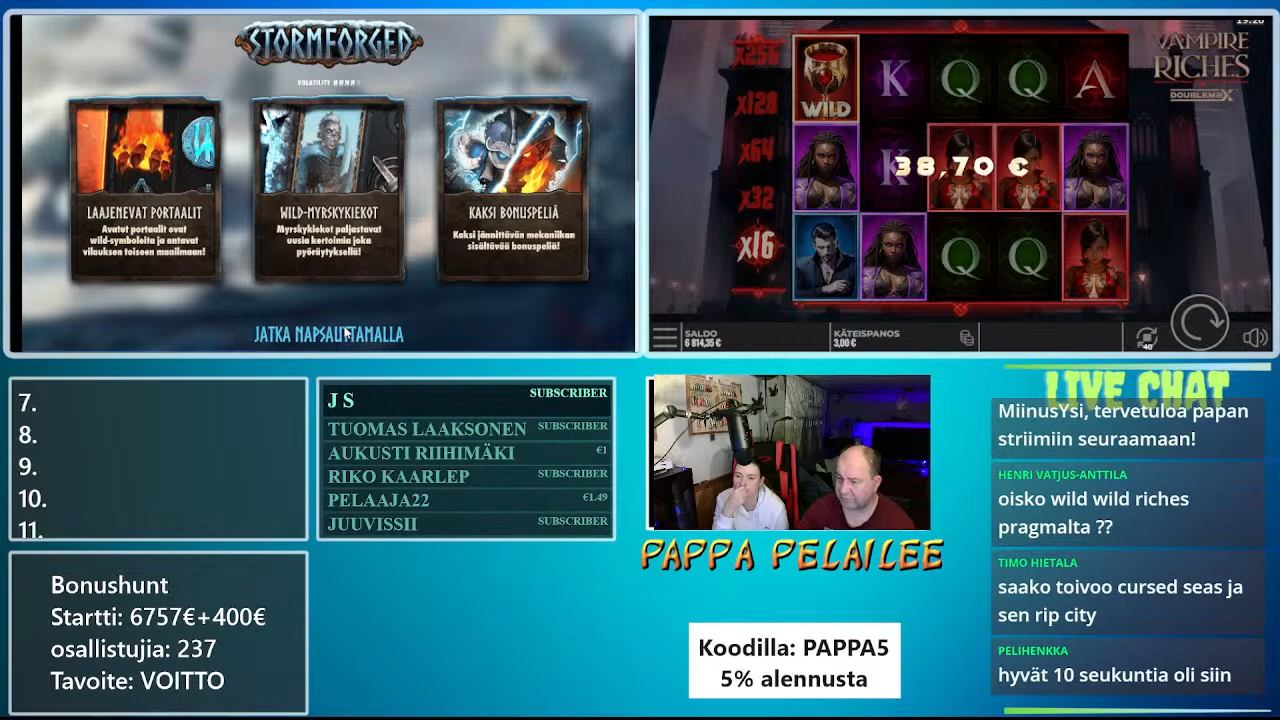 STORMFORGED
VOLATILITY
LAAJENEVAT PORTAALIT
Avatut portaalit ovat
wild-symboleita ja antavat
vilauksen toiseen maailmaan!
WILD-MYRSKYKIEKOT
Myrskykiekot paljastavat
uusia kertoimia joka
pyöräytyksellä!
KAKSI BONUSPELIÄ
Kaksi jännittävän mekaniikan
sisältävää bonuspeliä!
JATKA NAPSAUTTAMALLA
x256
x128
x64
x32
x16
WILD
K
Q
Q
A
K
38,70 €
Q
Q
VAMPIRE
RICHES
DOUBLEMAX
SALDO
6 814,35 €
KÄTEISPANOS
3,00 €
7.
8.
9.
10.
11.
J S SUBSCRIBER
TUOMAS LAAKSONEN SUBSCRIBER
AUKUSTI RIIHIMÄKI €1
RIKO KAARLEP SUBSCRIBER
PELAAJA22 €1.49
JUUVISSII SUBSCRIBER
PAPPA PELAILEE
LIVE CHAT
MiinusYsi, tervetuloa papan
striimiin seuraamaan!
HENRI VATJUS-ANTTILA
oisko wild wild riches
pragmalta ??
TIMO HIETALA
saako toivoo cursed seas ja
sen rip city
PELIHENKKA
hyvät 10 seukuntia oli siin
Bonushunt
Startti: 6757€+400€
osallistujia: 237
Tavoite: VOITTO
Koodilla: PAPPA5
5% alennusta